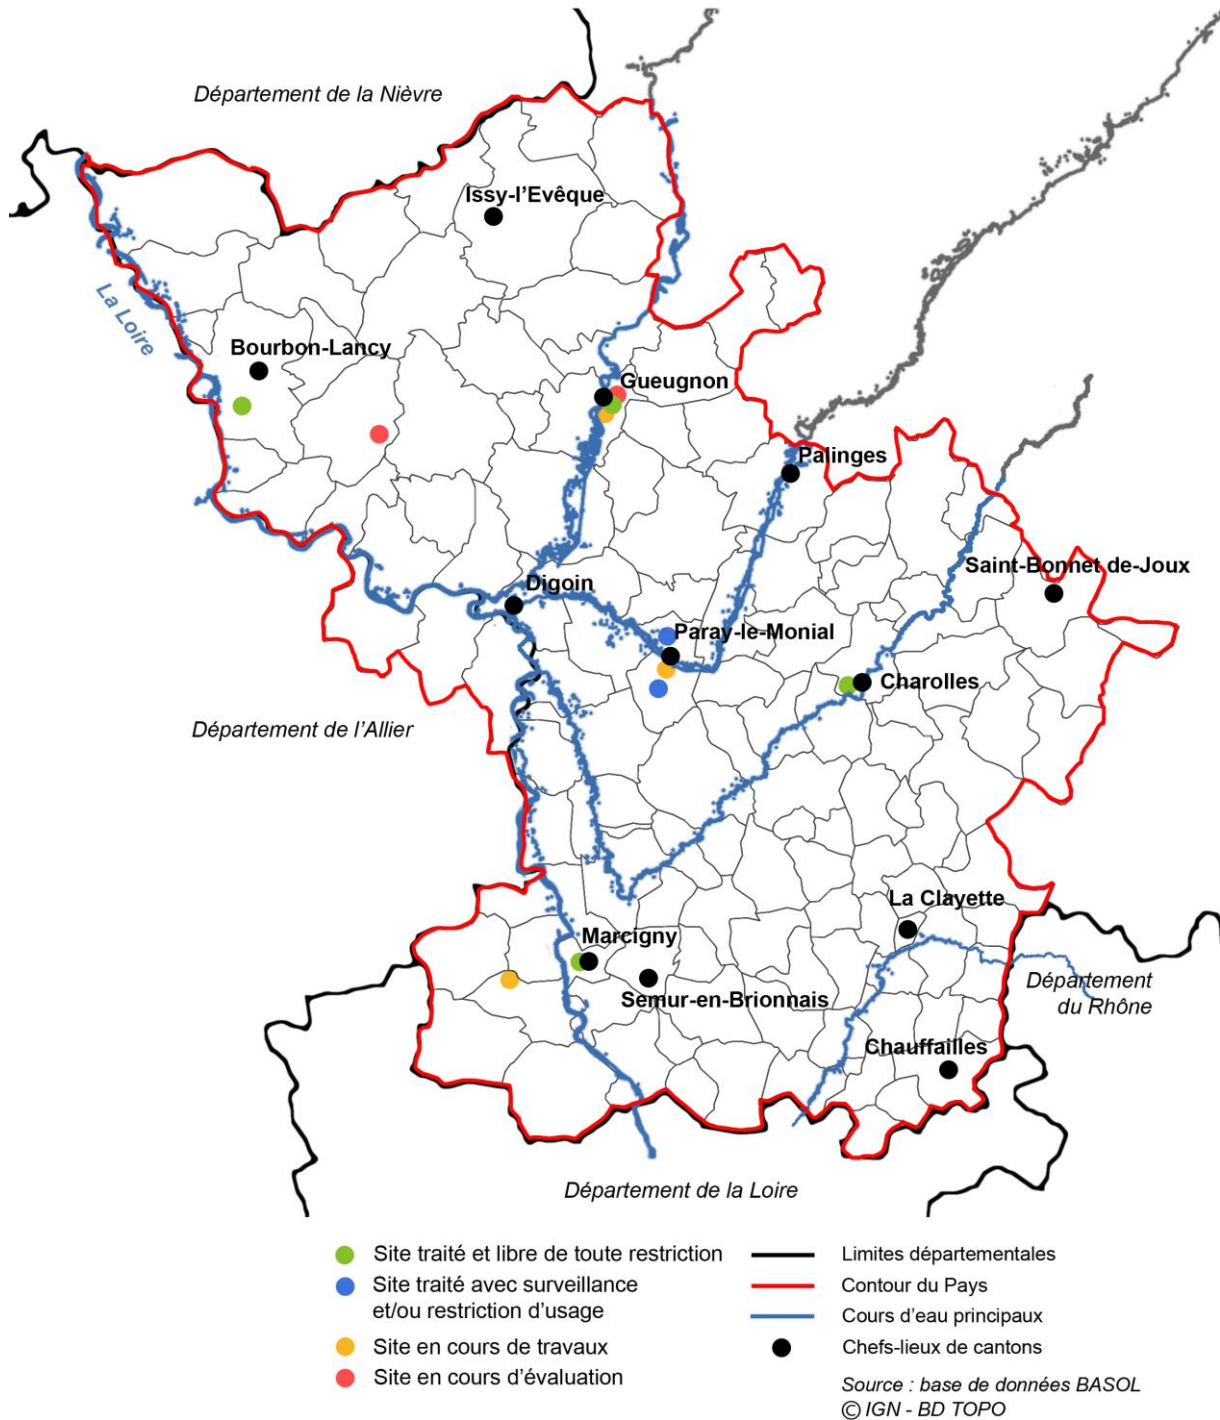 Département de la Nièvre
Issy-l'Evêque
La Loire
Bourbon-Lancy
Gueugnon
Palinges
Saint-Bonnet de-Joux
Digoin
Paray-le-Monial
Charolles
Département de l'Allier
La Clayette
Marcigny
Département
du Rhône
Semur-en-Brionnais
Chauffailles
Département de la Loire
Site traité et libre de toute restriction
Site traité avec surveillance
et/ou restriction d'usage
Site en cours de travaux
Site en cours d'évaluation
Limites départementales
Contour du Pays
Cours d'eau principaux
Chefs-lieux de cantons
Source : base de données BASOL
© IGN - BD TOPO